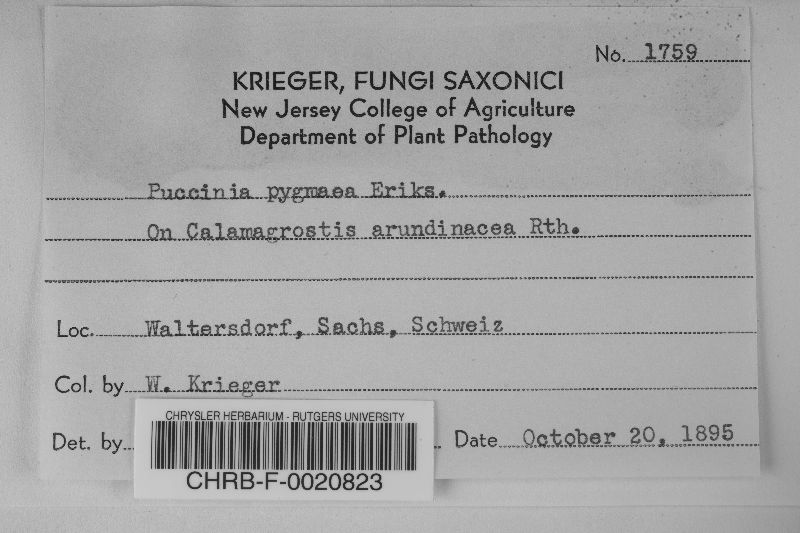 No. 1759
KRIEGER, FUNGI SAXONICI
New Jersey College of Agriculture
Department of Plant Pathology
Puccinia pygmaea Eriks.
On Calamagrostis arundinacea Rth.
Loc. Waltersdorf, Sachs, Schweiz
Col. by W. Krieger
Det. by
Date October 20, 1895
CHRYSLER HERBARIUM - RUTGERS UNIVERSITY
CHRB-F-0020823